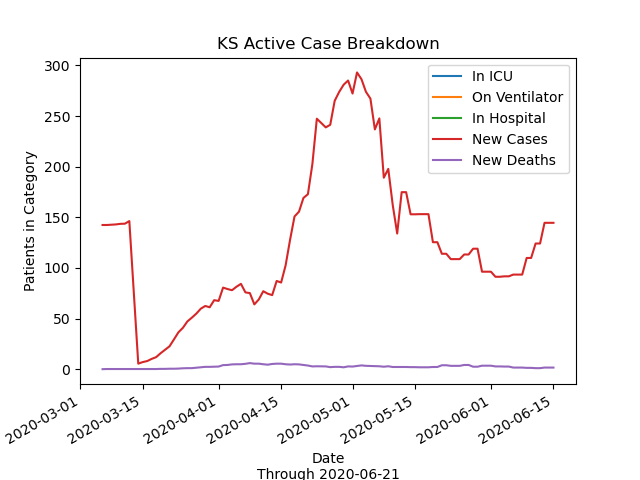 KS Active Case Breakdown
Patients in Category
300
250
200
150
100
50
0
In ICU
On Ventilator
In Hospital
New Cases
New Deaths
2020-03-01
2020-03-15
2020-04-01
2020-04-15
2020-05-01
2020-05-15
2020-06-01
2020-06-15
Date
Through 2020-06-21